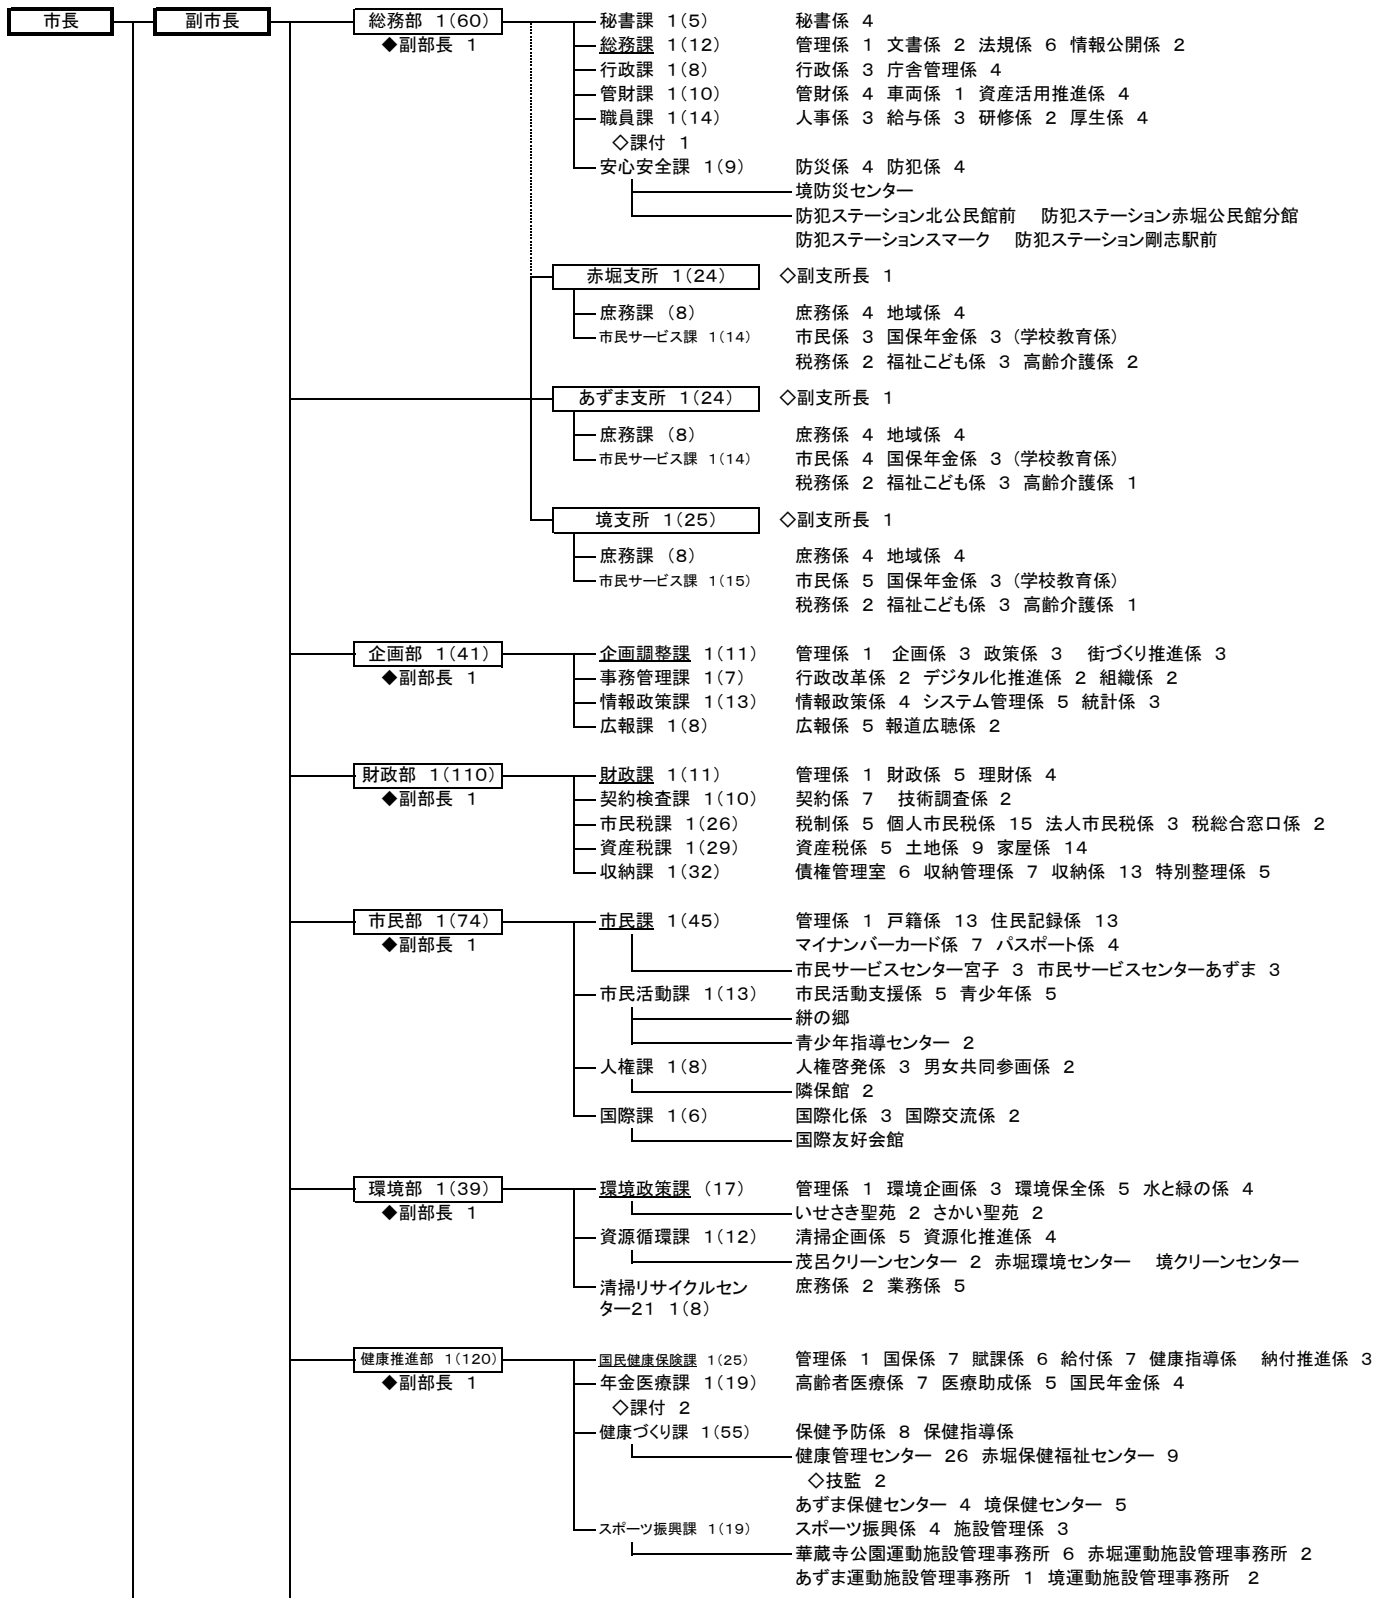 市長 副市長 総務部 1(60) 秘書課 1(5) 秘書係 4
◆副部長 1 総務課 1(12) 管理係 1 文書係 2 法規係 6 情報公開係 2
行政課 1(8) 行政係 3 庁舎管理係 4
管財課 1(10) 管財係 4 車両係 1 資産活用推進係 4
職員課 1(14) 人事係 3 給与係 3 研修係 2 厚生係 4
◇課付 1
安心安全課 1(9) 防災係 4 防犯係 4
境防災センター
防犯ステーション北公民館前 防犯ステーション赤堀公民館分館
防犯ステーションスマーク 防犯ステーション剛志駅前
赤堀支所 1(24) ◇副支所長 1
庶務課 (8) 庶務係 4 地域係 4
市民サービス課 1(14) 市民係 3 国保年金係 3 (学校教育係)
税務係 2 福祉こども係 3 高齢介護係 2
あずま支所 1(24) ◇副支所長 1
庶務課 (8) 庶務係 4 地域係 4
市民サービス課 1(14) 市民係 4 国保年金係 3 (学校教育係)
税務係 2 福祉こども係 3 高齢介護係 1
境支所 1(25) ◇副支所長 1
庶務課 (8) 庶務係 4 地域係 4
市民サービス課 1(15) 市民係 5 国保年金係 3 (学校教育係)
税務係 2 福祉こども係 3 高齢介護係 1
企画部 1(41) 企画調整課 1(11) 管理係 1 企画係 3 政策係 3 街づくり推進係 3
◆副部長 1 事務管理課 1(7) 行政改革係 2 デジタル化推進係 2 組織係 2
情報政策課 1(13) 情報政策係 4 システム管理係 5 統計係 3
広報課 1(8) 広報係 5 報道広聴係 2
財政部 1(110) 財政課 1(11) 管理係 1 財政係 5 理財係 4
◆副部長 1 契約検査課 1(10) 契約係 7 技術調査係 2
市民税課 1(26) 税制係 5 個人市民税係 15 法人市民税係 3 税総合窓口係 2
資産税課 1(29) 資産税係 5 土地係 9 家屋係 14
収納課 1(32) 債権管理室 6 収納管理係 7 収納係 13 特別整理係 5
市民部 1(74) 市民課 1(45) 管理係 1 戸籍係 13 住民記録係 13
◆副部長 1 マイナンバーカード係 7 パスポート係 4
市民サービスセンター宮子 3 市民サービスセンターあずま 3
市民活動課 1(13) 市民活動支援係 5 青少年係 5
絣の郷
青少年指導センター 2
人権課 1(8) 人権啓発係 3 男女共同参画係 2
隣保館 2
国際課 1(6) 国際化係 3 国際交流係 2
国際友好会館
環境部 1(39) 環境政策課 (17) 管理係 1 環境企画係 3 環境保全係 5 水と緑の係 4
◆副部長 1 いせさき聖苑 2 さかい聖苑 2
資源循環課 1(12) 清掃企画係 5 資源化推進係 4
茂呂クリーンセンター 2 赤堀環境センター 境クリーンセンター
清掃リサイクルセン 庶務係 2 業務係 5
ター21 1(8)
健康推進部 1(120) 国民健康保険課 1(25) 管理係 1 国保係 7 賦課係 6 給付係 7 健康指導係 納付推進係 3
◆副部長 1 年金医療課 1(19) 高齢者医療係 7 医療助成係 5 国民年金係 4
◇課付 2
健康づくり課 1(55) 保健予防係 8 保健指導係
健康管理センター 26 赤堀保健福祉センター 9
◇技監 2
あずま保健センター 4 境保健センター 5
スポーツ振興課 1(19) スポーツ振興係 4 施設管理係 3
華蔵寺公園運動施設管理事務所 6 赤堀運動施設管理事務所 2
あずま運動施設管理事務所 1 境運動施設管理事務所 2